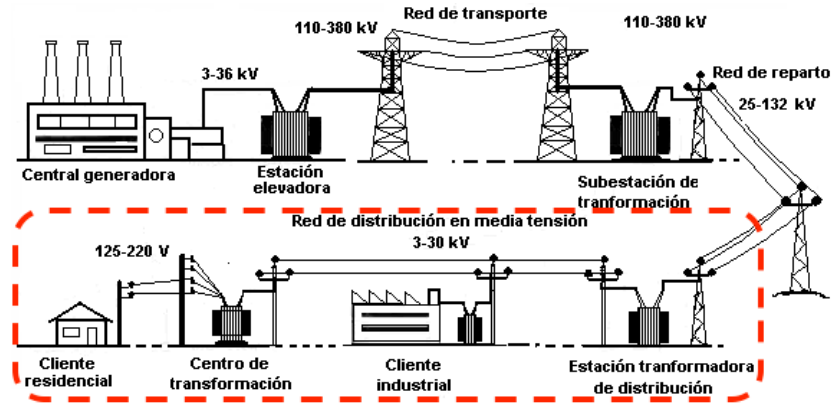 Red de transporte
110-380 kV
110-380 kV
3-36 kV
Red de reparto
25-132 kV
Central generadora
Estación
elevadora
Subestación de
tranformación
Red de distribución en media tensión
3-30 kV
125-220 V
Cliente
residencial
Centro de
transformación
Cliente
industrial
Estación tranformadora
de distribución